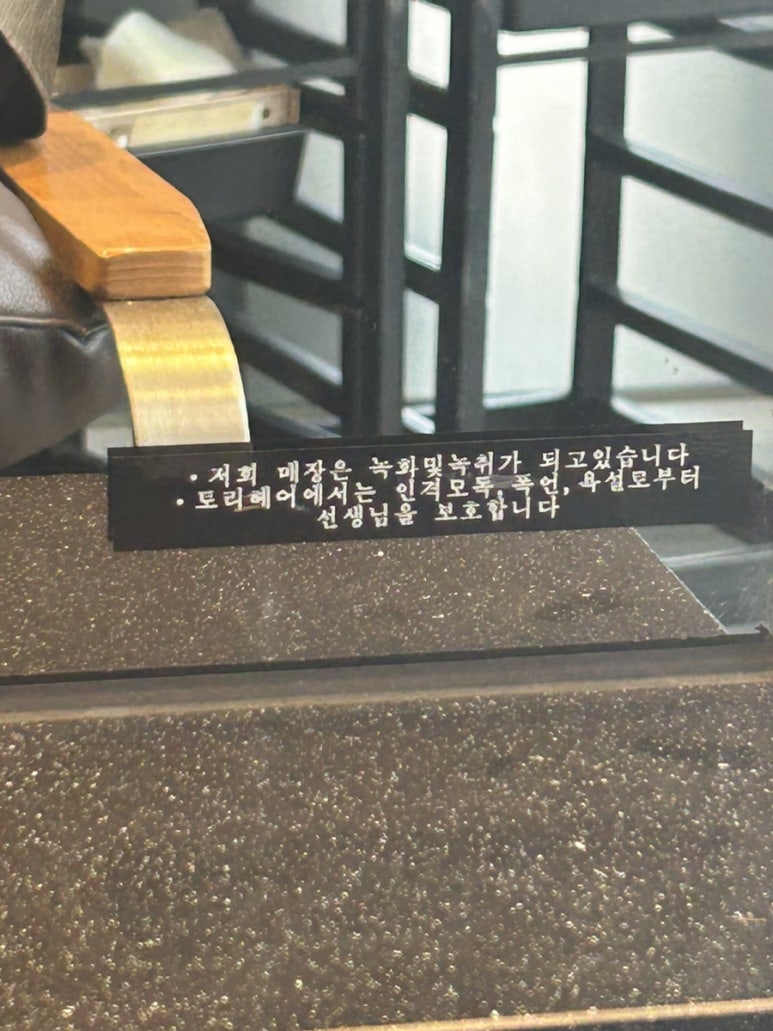 · 저희 매장은 녹화및녹취가 되고있습니다
· 토리헤어에서는 인격모독, 폭언, 욕설로부터
선생님을 보호합니다